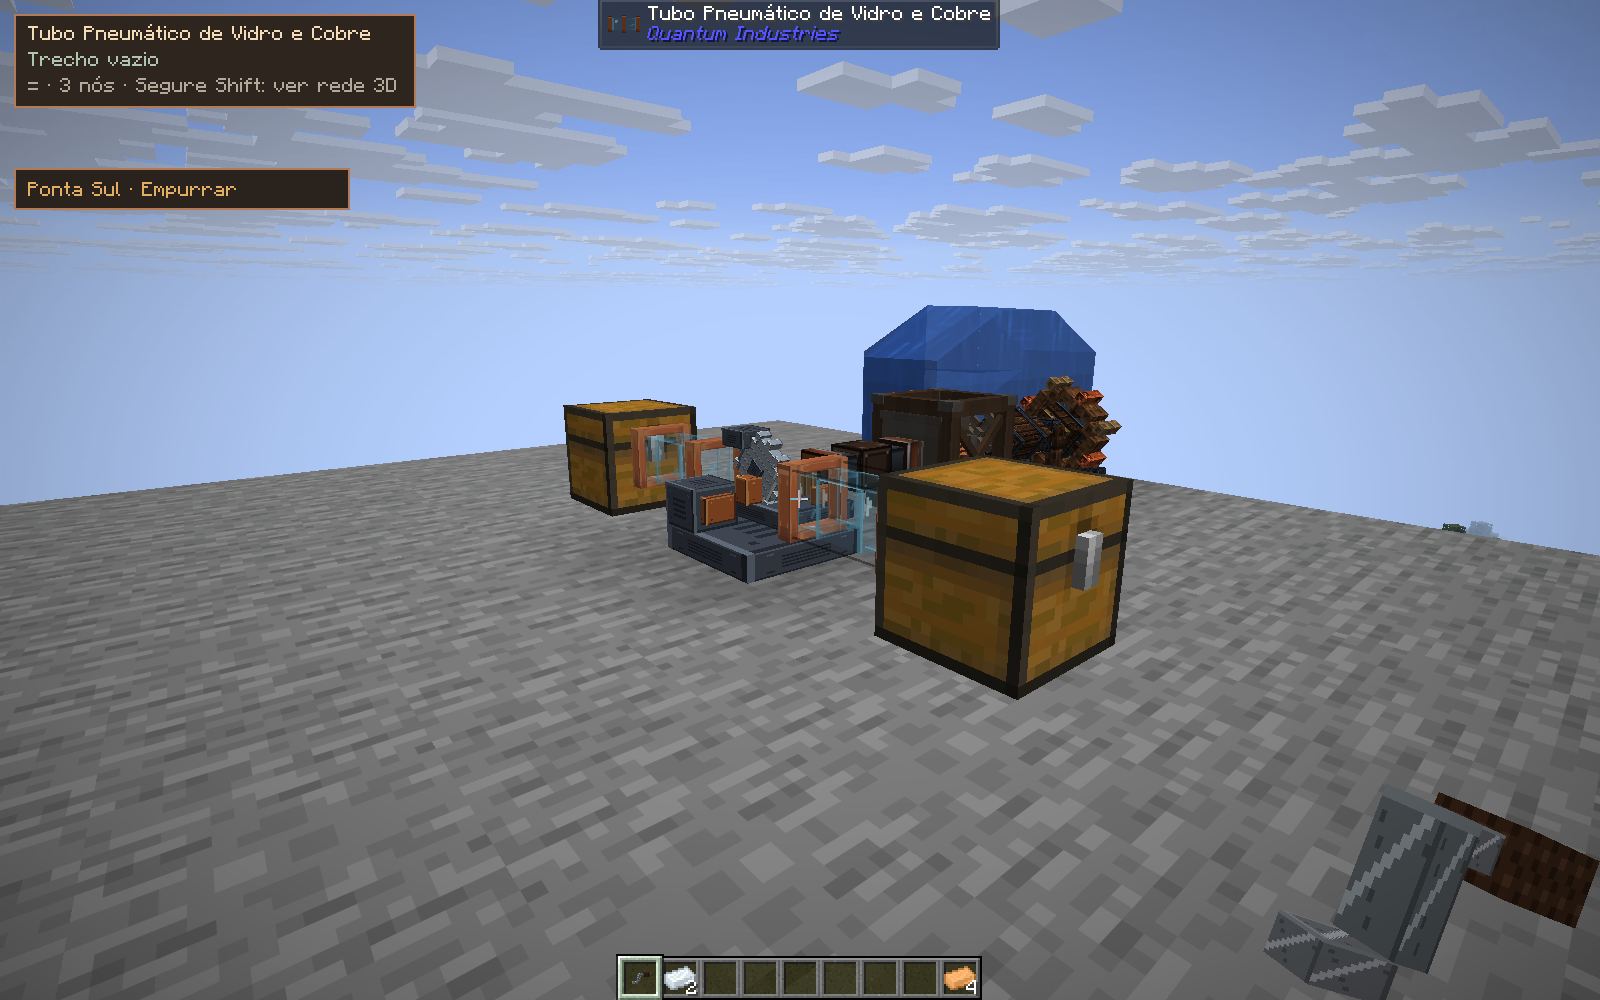 Tubo Pneumático de Vidro e Cobre
Trecho vazio
= · 3 nós · Segure Shift: ver rede 3D
Ponta Sul · Empurrar
Tubo Pneumático de Vidro e Cobre
Quantum Industries
2
4